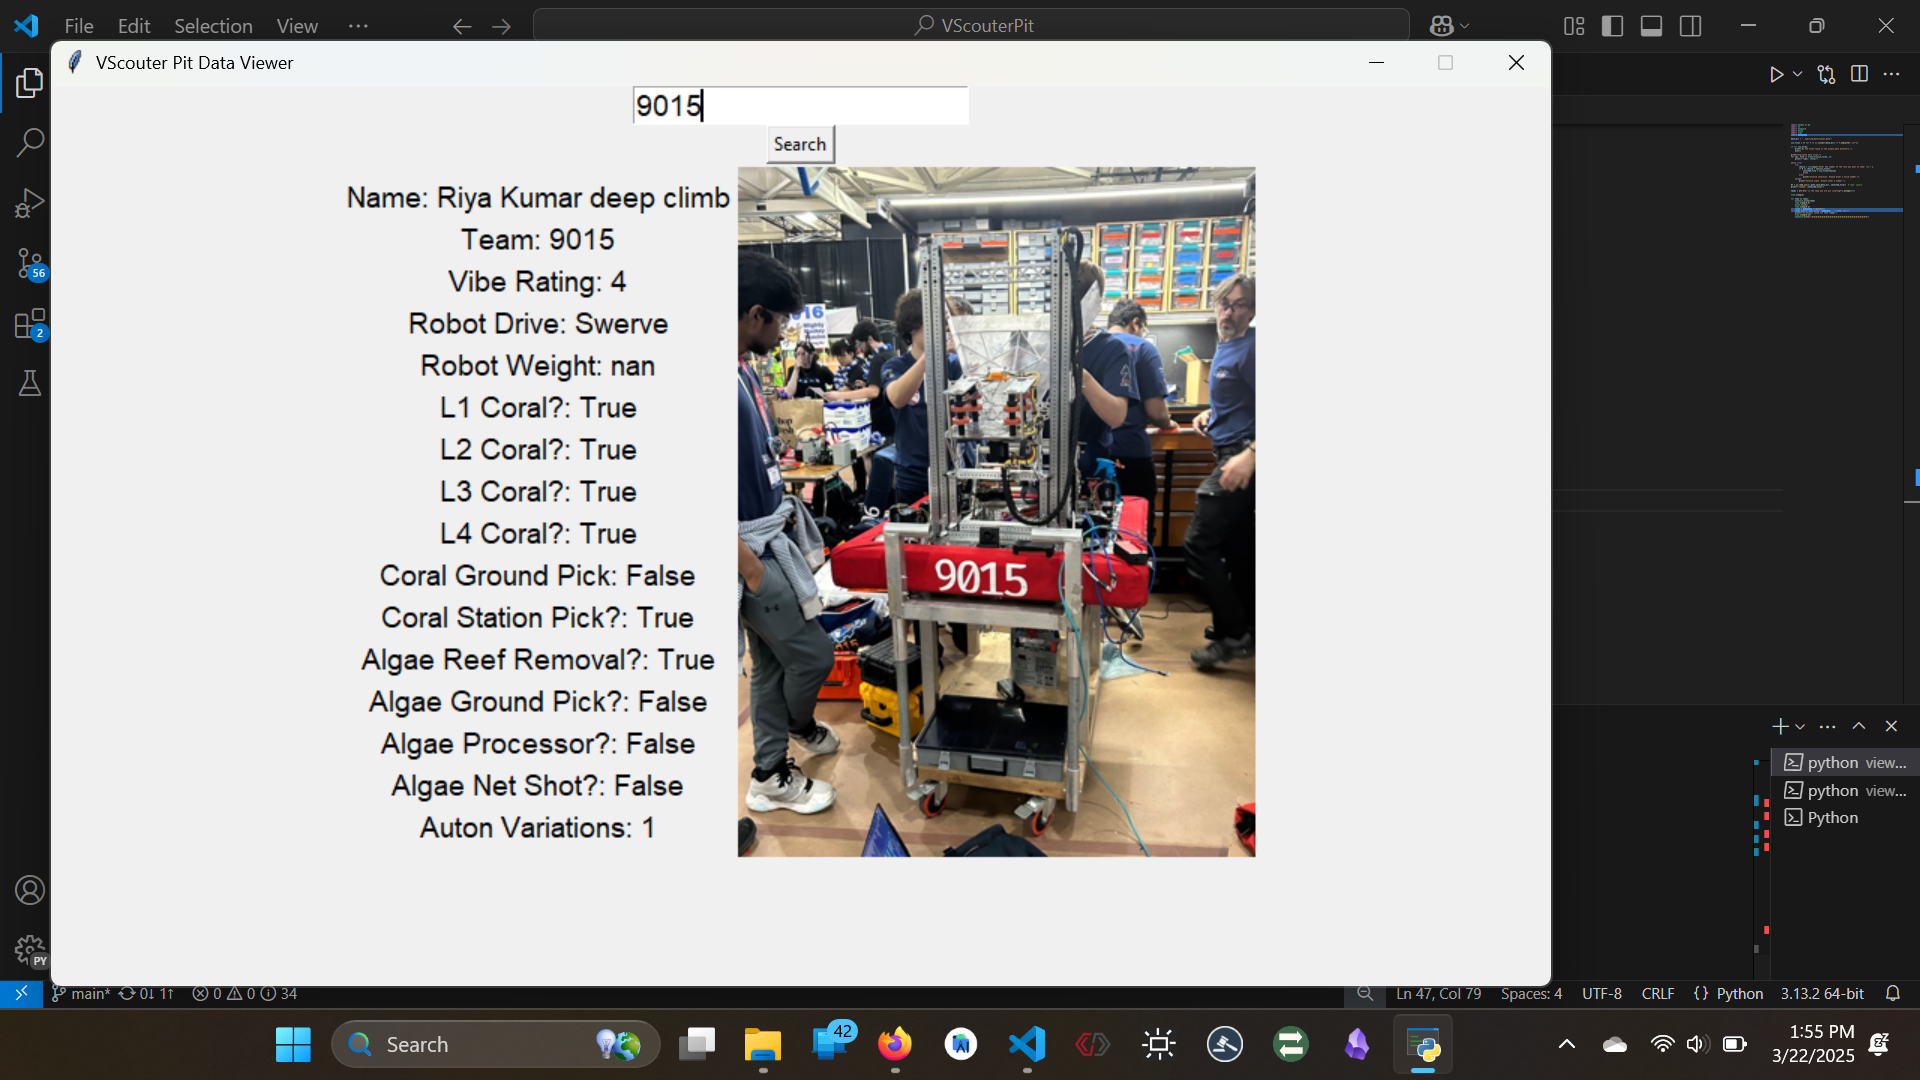 File Edit Selection View ...
VScouterPit
VScouter Pit Data Viewer
9015
Search
Name: Riya Kumar deep climb
Team: 9015
Vibe Rating: 4
Robot Drive: Swerve
Robot Weight: nan
L1 Coral?: True
L2 Coral?: True
L3 Coral?: True
L4 Coral?: True
Coral Ground Pick: False
Coral Station Pick?: True
Algae Reef Removal?: True
Algae Ground Pick?: False
Algae Processor?: False
Algae Net Shot?: False
Auton Variations: 1
9015
56
2
PY
python view...
python view...
Python
main* 0↓ 1↑ 0 0 34
Ln 47, Col 79 Spaces: 4 UTF-8 CRLF {} Python 3.13.2 64-bit
Search
42
1:55 PM
3/22/2025